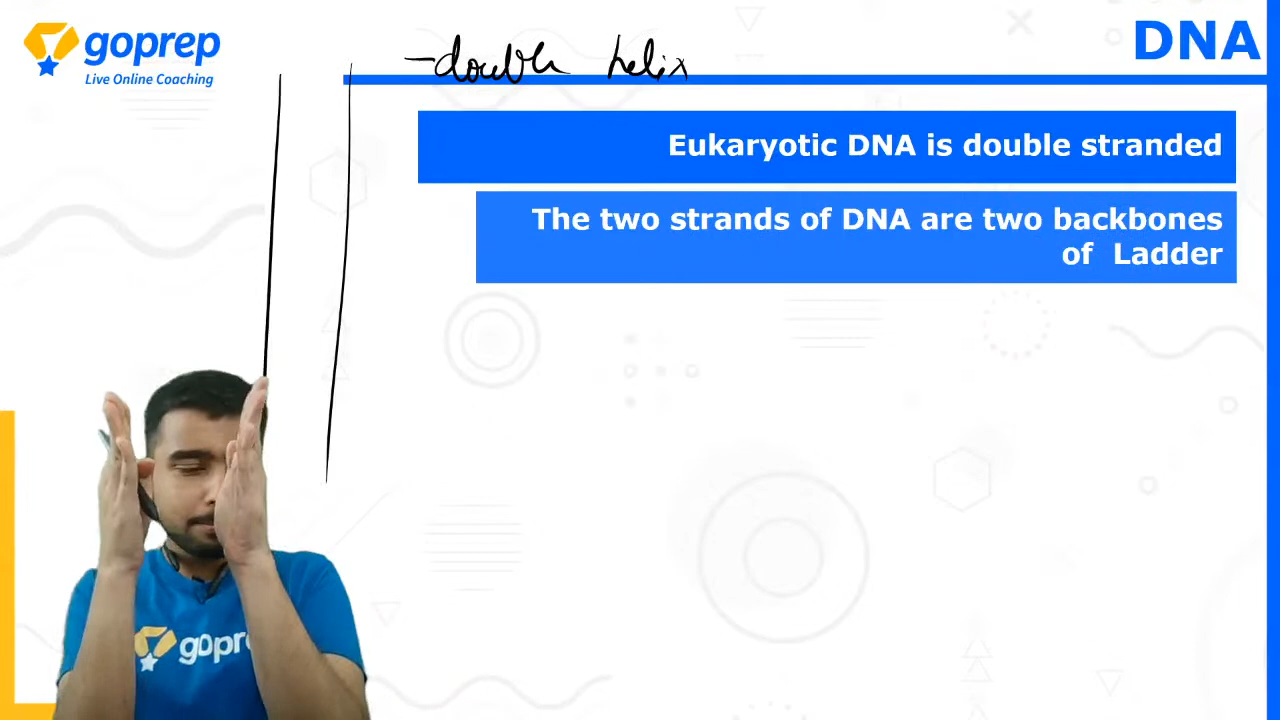 goprep
Live Online Coaching
DNA
-double helix
Eukaryotic DNA is double stranded
The two strands of DNA are two backbones
of Ladder
gopre